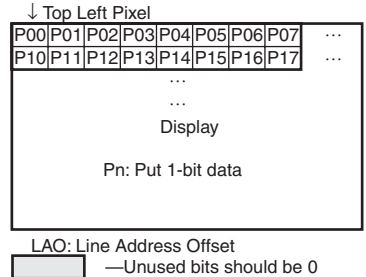 ↓ Top Left Pixel
P00 P01 P02 P03 P04 P05 P06 P07 ...
P10 P11 P12 P13 P14 P15 P16 P17 ...
...
...
Display
Pn: Put 1-bit data
LAO: Line Address Offset
—Unused bits should be 0